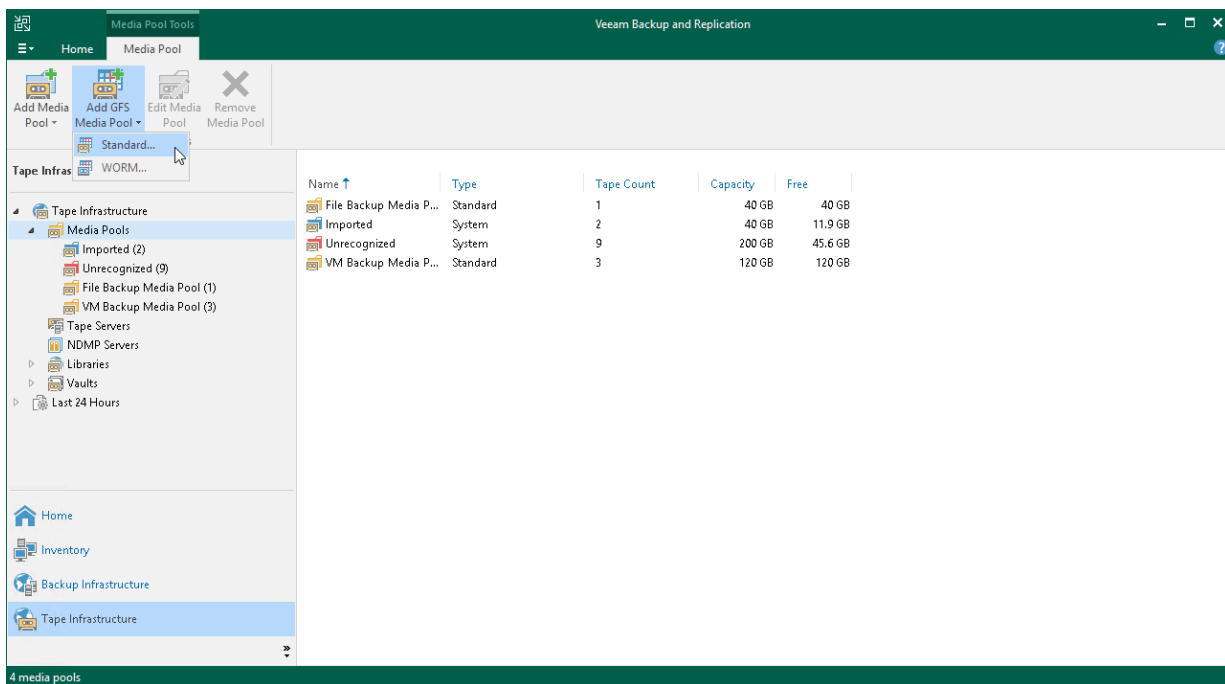 Media Pool Tools
Veeam Backup and Replication
Home
Media Pool
Add Media Pool
Add GFS Media Pool
Edit Media Pool
Remove Media Pool
Standard...
WORM...
Tape Infras
Tape Infrastructure
Media Pools
Imported (2)
Unrecognized (9)
File Backup Media Pool (1)
VM Backup Media Pool (3)
Tape Servers
NDMP Servers
Libraries
Vaults
Last 24 Hours
Name Type Tape Count Capacity Free
File Backup Media P... Standard 1 40 GB 40 GB
Imported System 2 40 GB 11.9 GB
Unrecognized System 9 200 GB 45.6 GB
VM Backup Media P... Standard 3 120 GB 120 GB
Home
Inventory
Backup Infrastructure
Tape Infrastructure
4 media pools